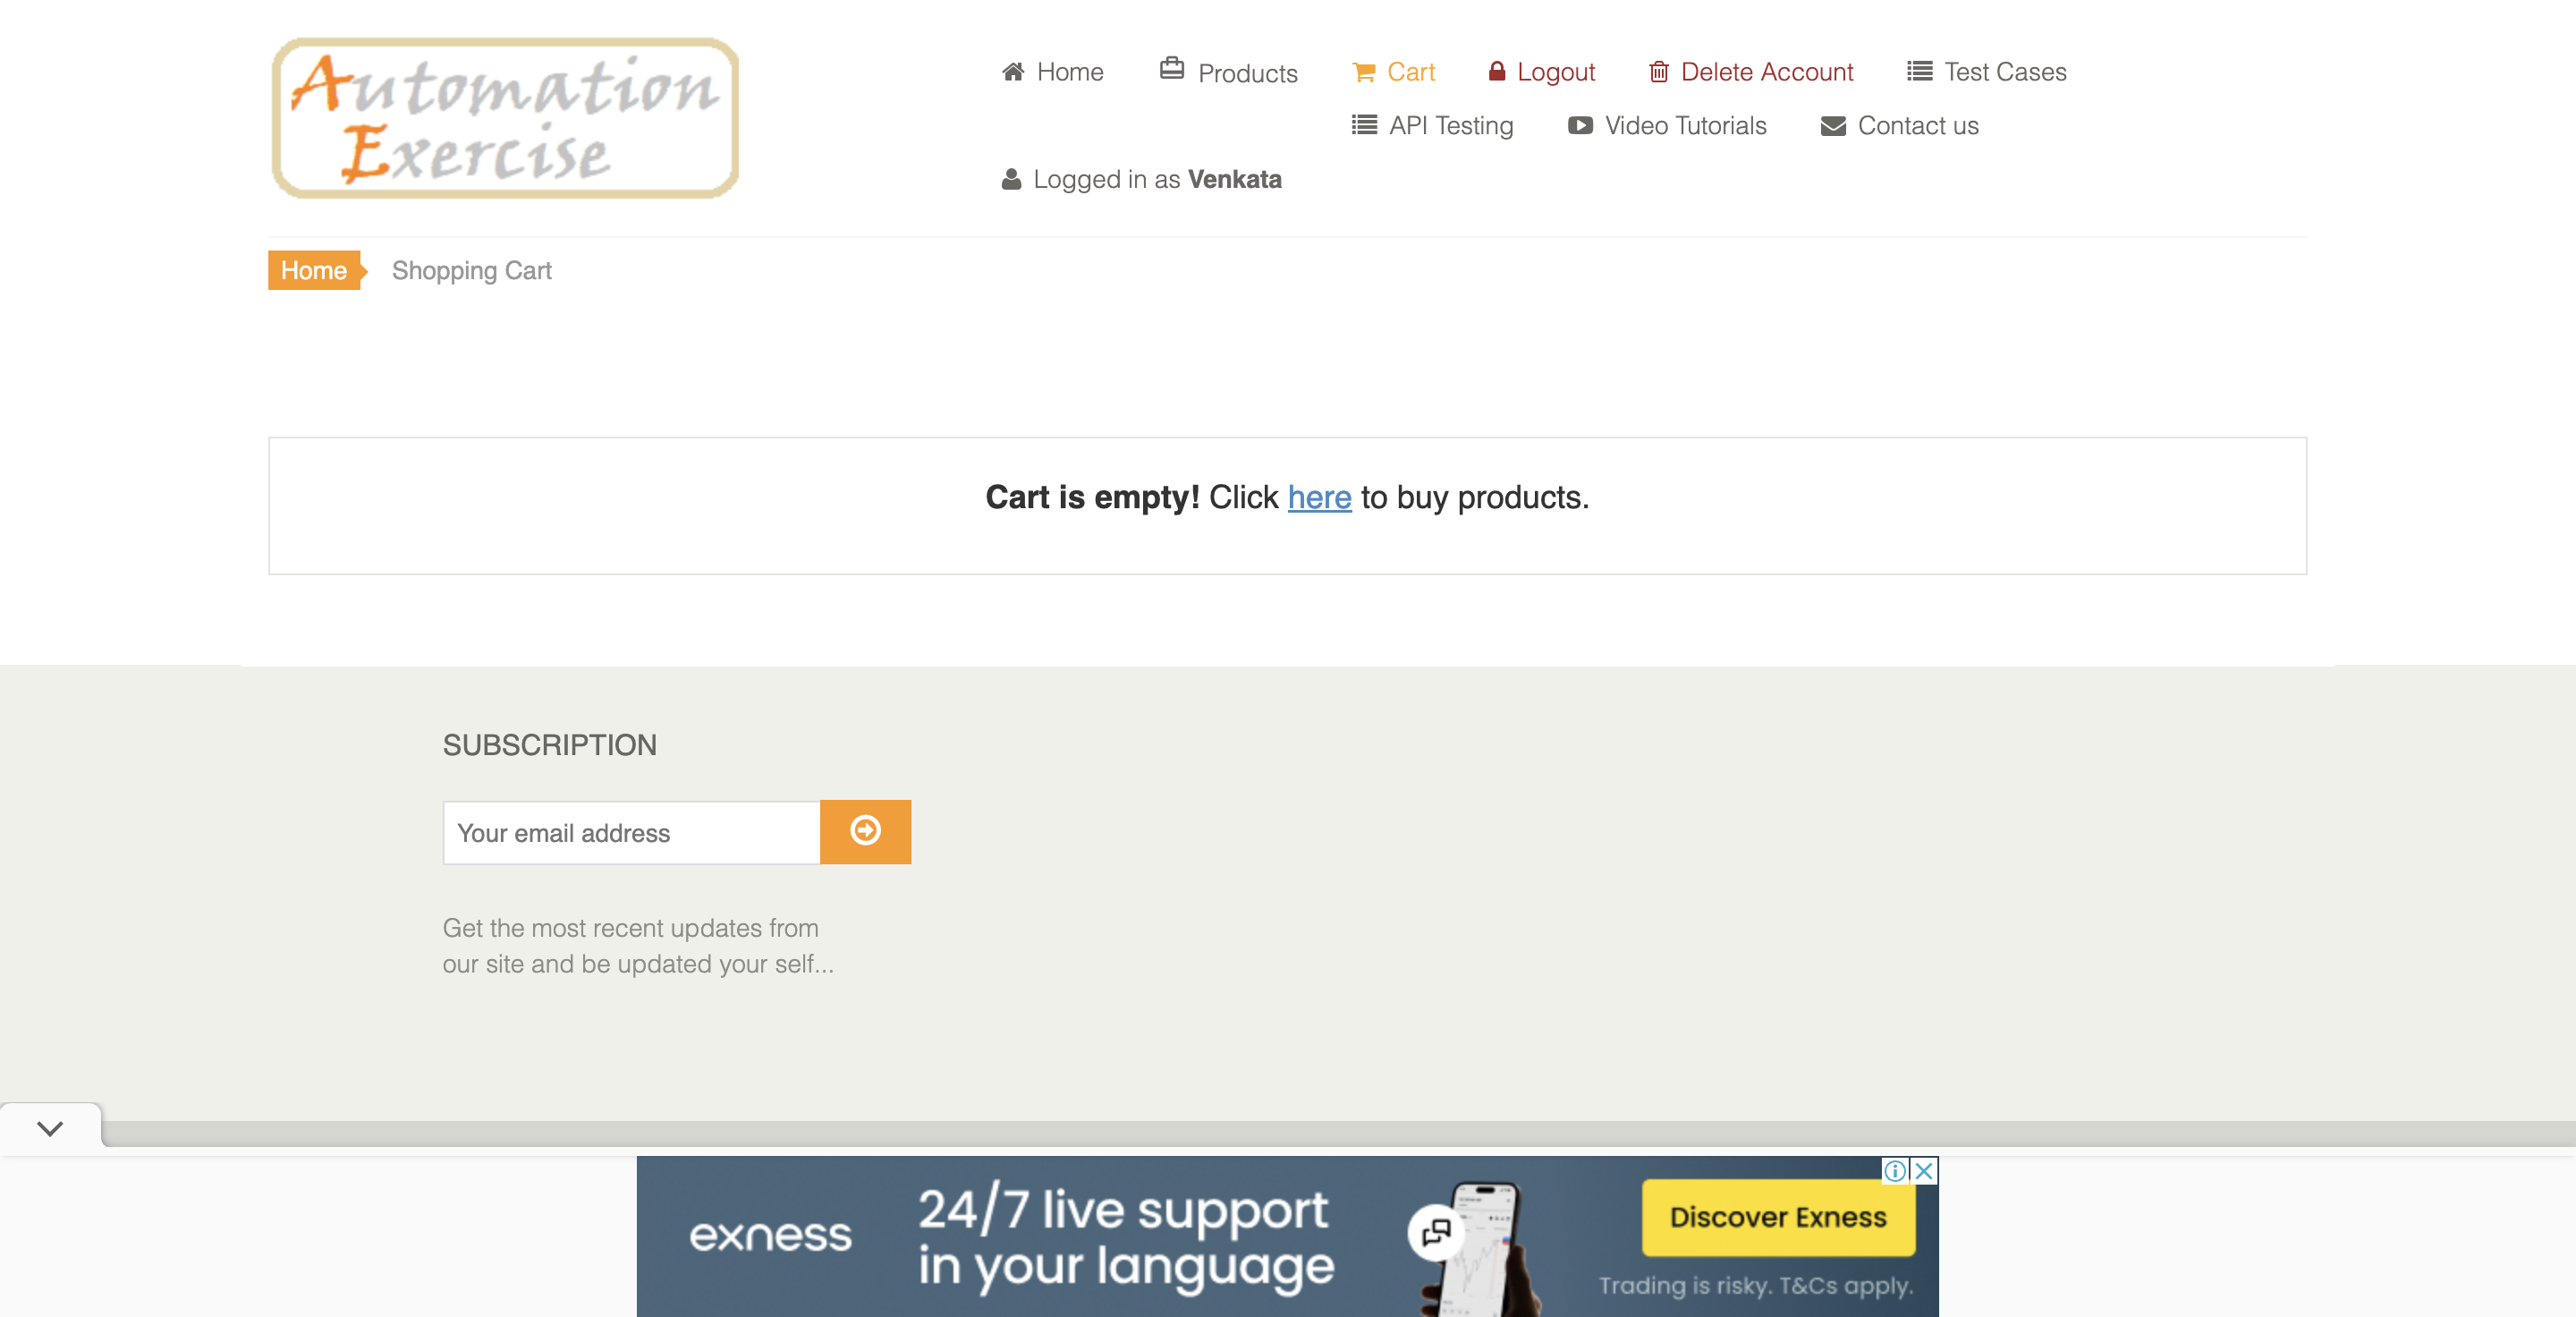 Automation
Exercise
Home Products Cart Logout Delete Account Test Cases
API Testing Video Tutorials Contact us
Logged in as Venkata
Home Shopping Cart
Cart is empty! Click here to buy products.
SUBSCRIPTION
Your email address
Get the most recent updates from
our site and be updated your self...
exness
24/7 live support
in your language
Discover Exness
Trading is risky. T&Cs apply.